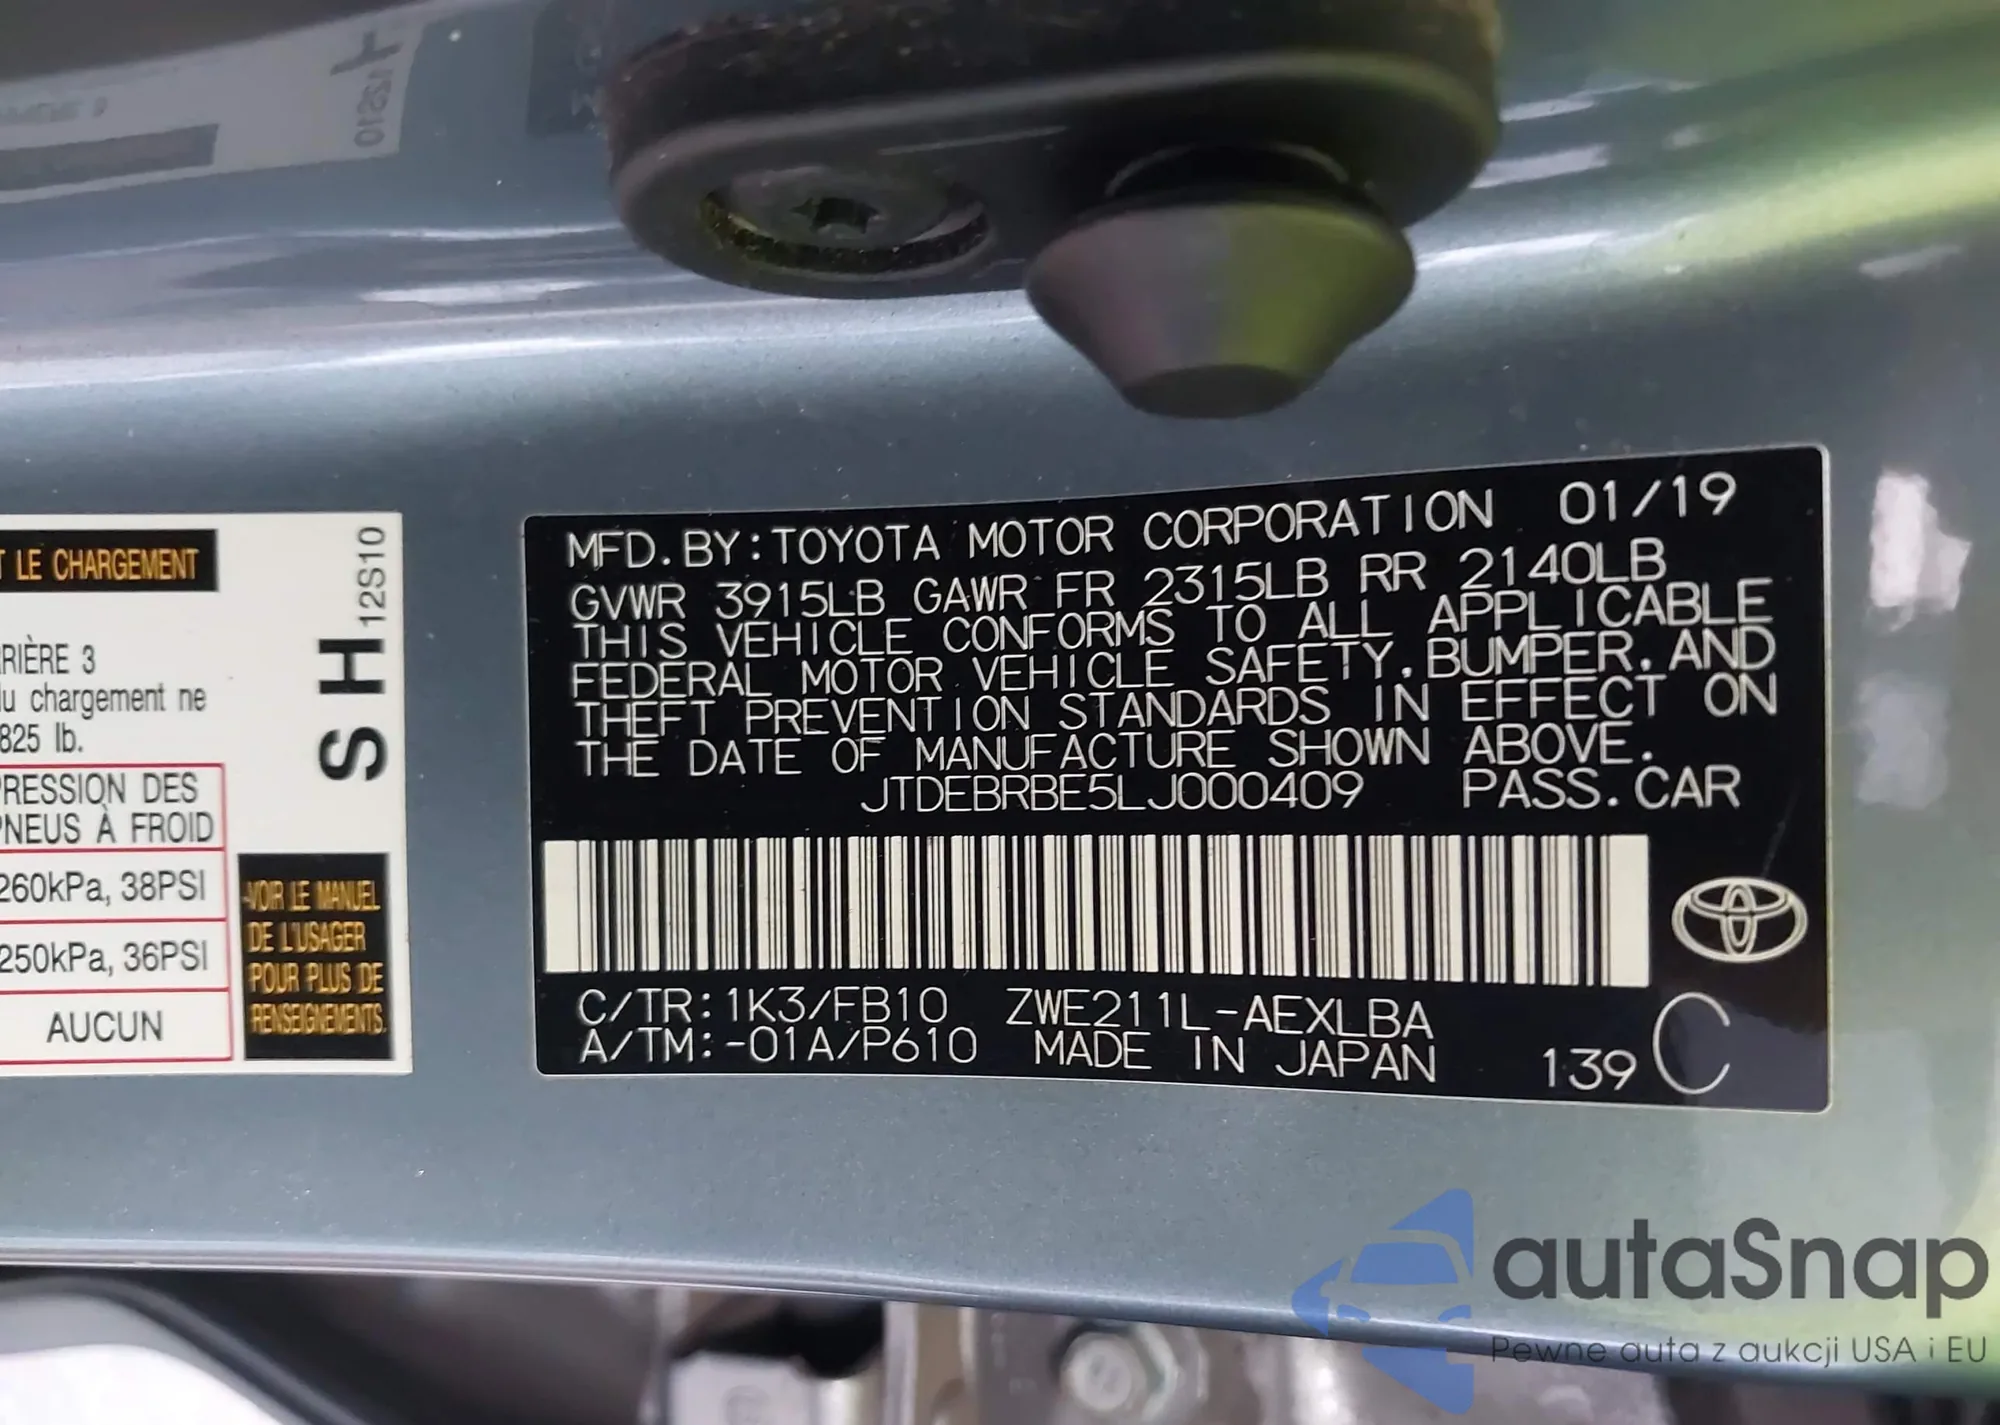 T LE CHARGEMENT
RIÈRE 3
du chargement ne
825 lb.
PRESSION DES
PNEUS À FROID
260kPa, 38PSI
250kPa, 36PSI
AUCUN
SH 12S10
VOIR LE MANUEL
DE L'USAGER
POUR PLUS DE
RENSEIGNEMENTS.
MFD. BY: TOYOTA MOTOR CORPORATION 01/19
GVWR 3915LB GAWR FR 2315LB RR 2140LB
THIS VEHICLE CONFORMS TO ALL APPLICABLE
FEDERAL MOTOR VEHICLE SAFETY, BUMPER, AND
THEFT PREVENTION STANDARDS IN EFFECT ON
THE DATE OF MANUFACTURE SHOWN ABOVE.
JTDEBRBE5LJ000409 PASS. CAR
C/TR: 1K3/FB10 ZWE211L-AEXLBA
A/TM: -01A/P610 MADE IN JAPAN 139 C
autaSnap
Pewne auta z aukcji USA i EU